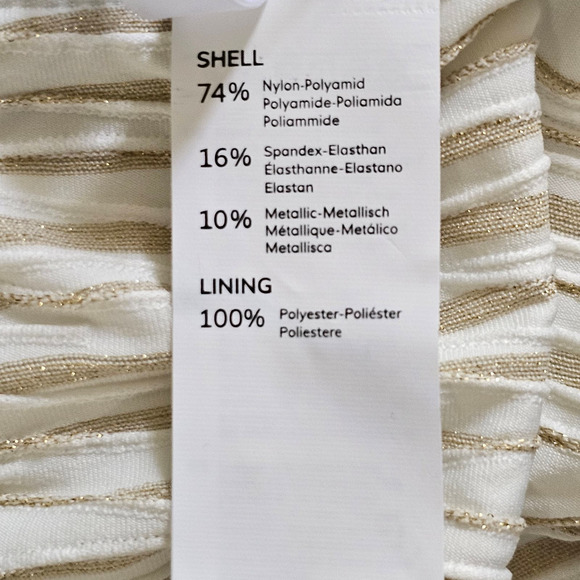 SHELL
74% Nylon-Polyamid
Polyamide-Poliamida
Poliammide
16% Spandex-Elasthan
Élasthanne-Elastano
Elastan
10% Metallic-Metallisch
Métallique-Metálico
Metallisca
LINING
100% Polyester-Poliéster
Poliestere